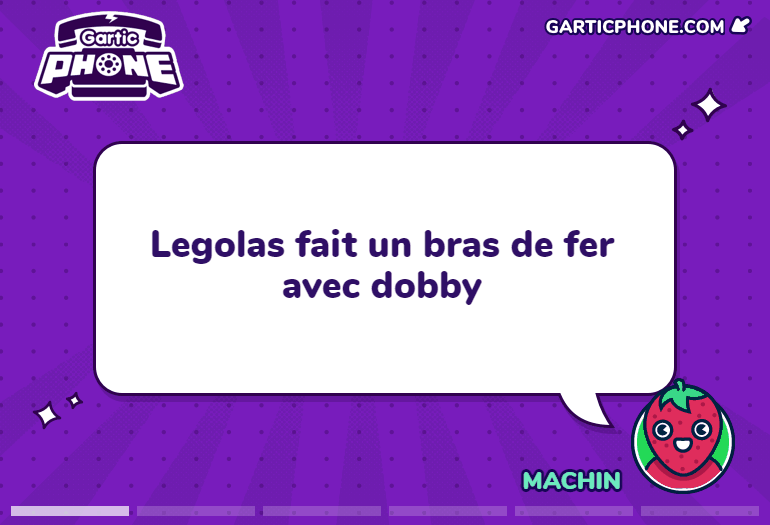 Gartic
PHONE
GARTICPHONE.COM
Legolas fait un bras de fer
avec dobby
MACHIN